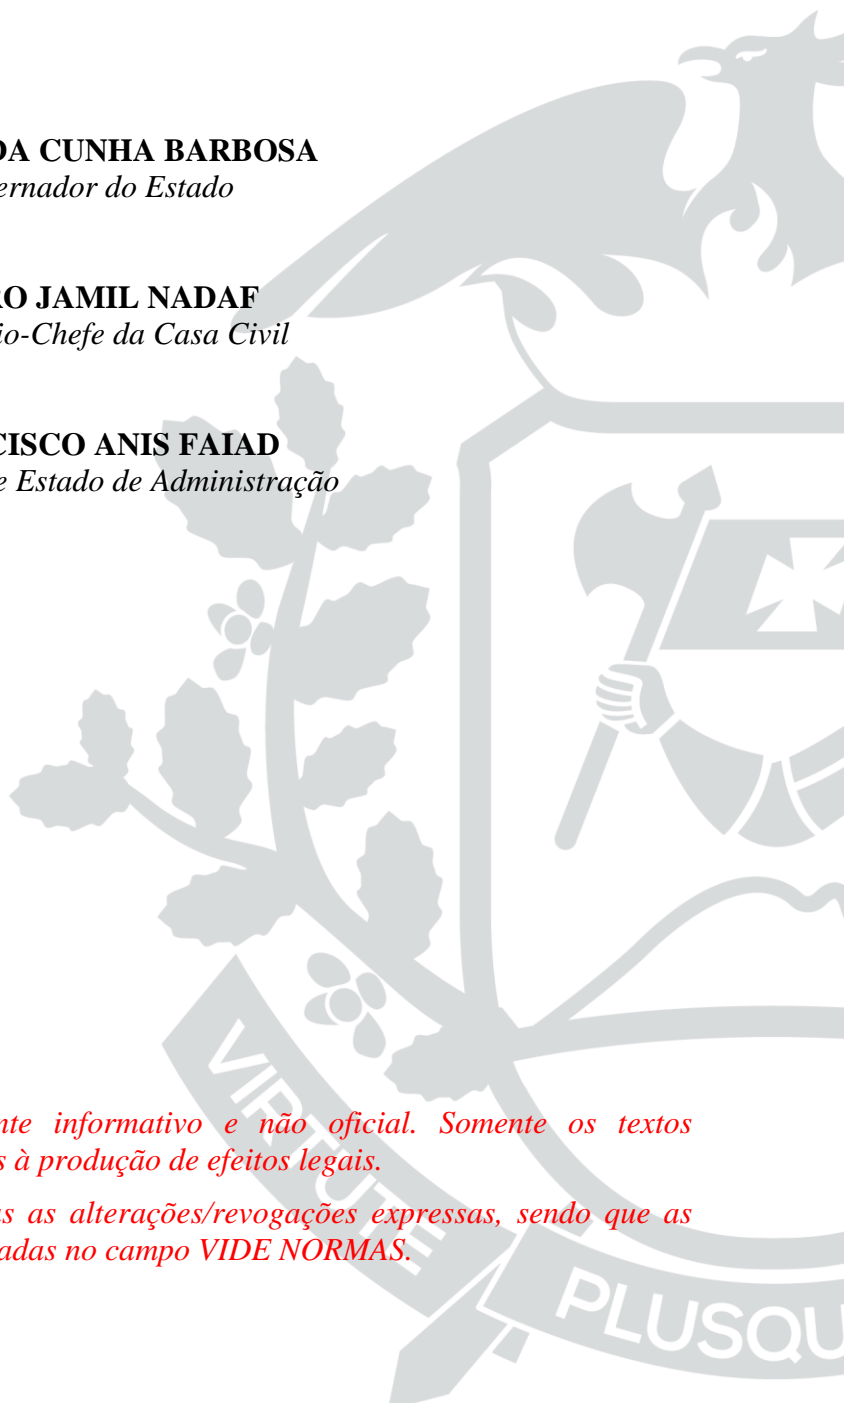 DA CUNHA BARBOSA
ernador do Estado
RO JAMIL NADAF
io-Chefe da Casa Civil
CISCO ANIS FAIAD
e Estado de Administração
nte informativo e não oficial. Somente os textos
s à produção de efeitos legais.
as as alterações/revogações expressas, sendo que as
adas no campo VIDE NORMAS.
VIRTUTE
PLUSQU